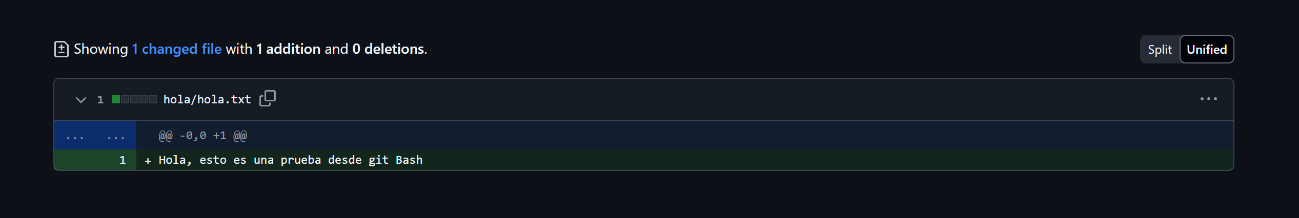 Showing 1 changed file with 1 addition and 0 deletions.
Split Unified
1 hola/hola.txt
... ... @@ -0,0 +1 @@
1 + Hola, esto es una prueba desde git Bash